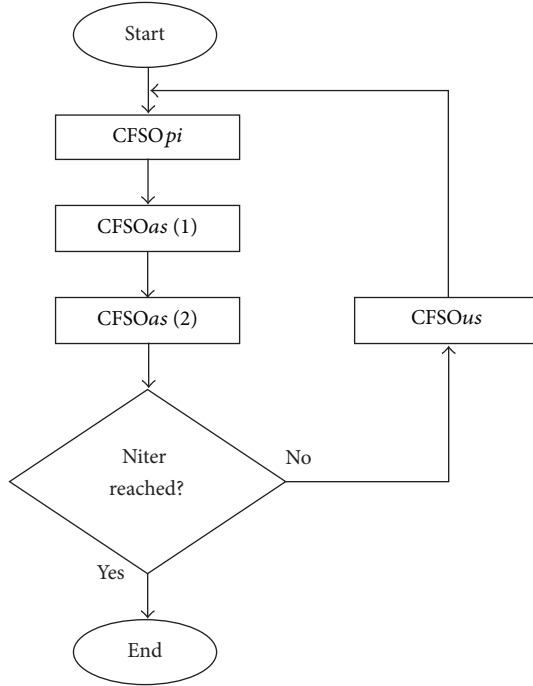 Start
CFSOpi
CFSOas (1)
CFSOas (2)
CFSOus
Niter
reached?
No
Yes
End